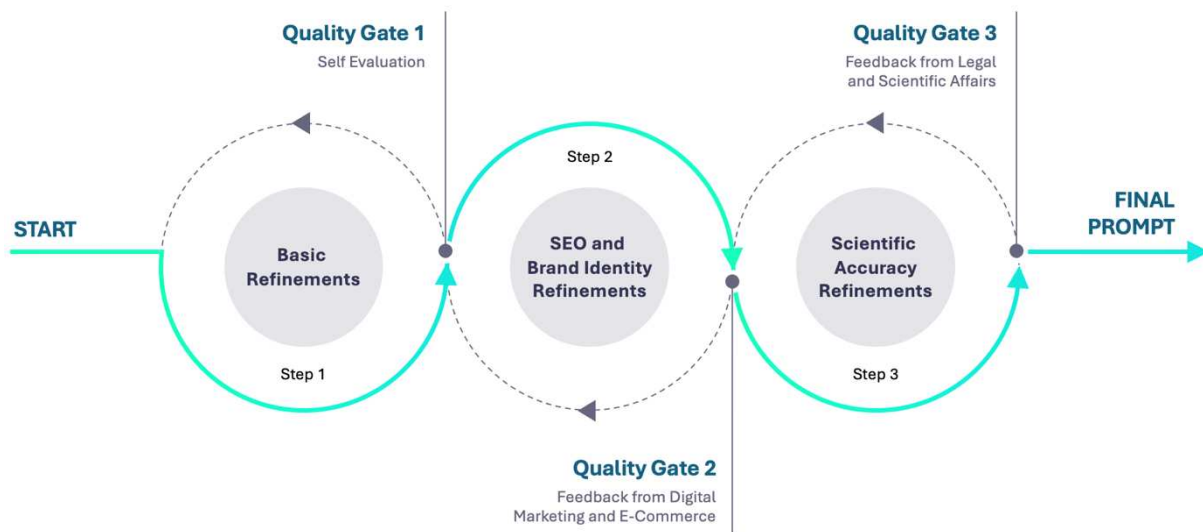 Quality Gate 1
Self Evaluation
Quality Gate 3
Feedback from Legal
and Scientific Affairs
START
Basic
Refinements
Step 1
Step 2
SEO and
Brand Identity
Refinements
Scientific
Accuracy
Refinements
Step 3
FINAL
PROMPT
Quality Gate 2
Feedback from Digital
Marketing and E-Commerce